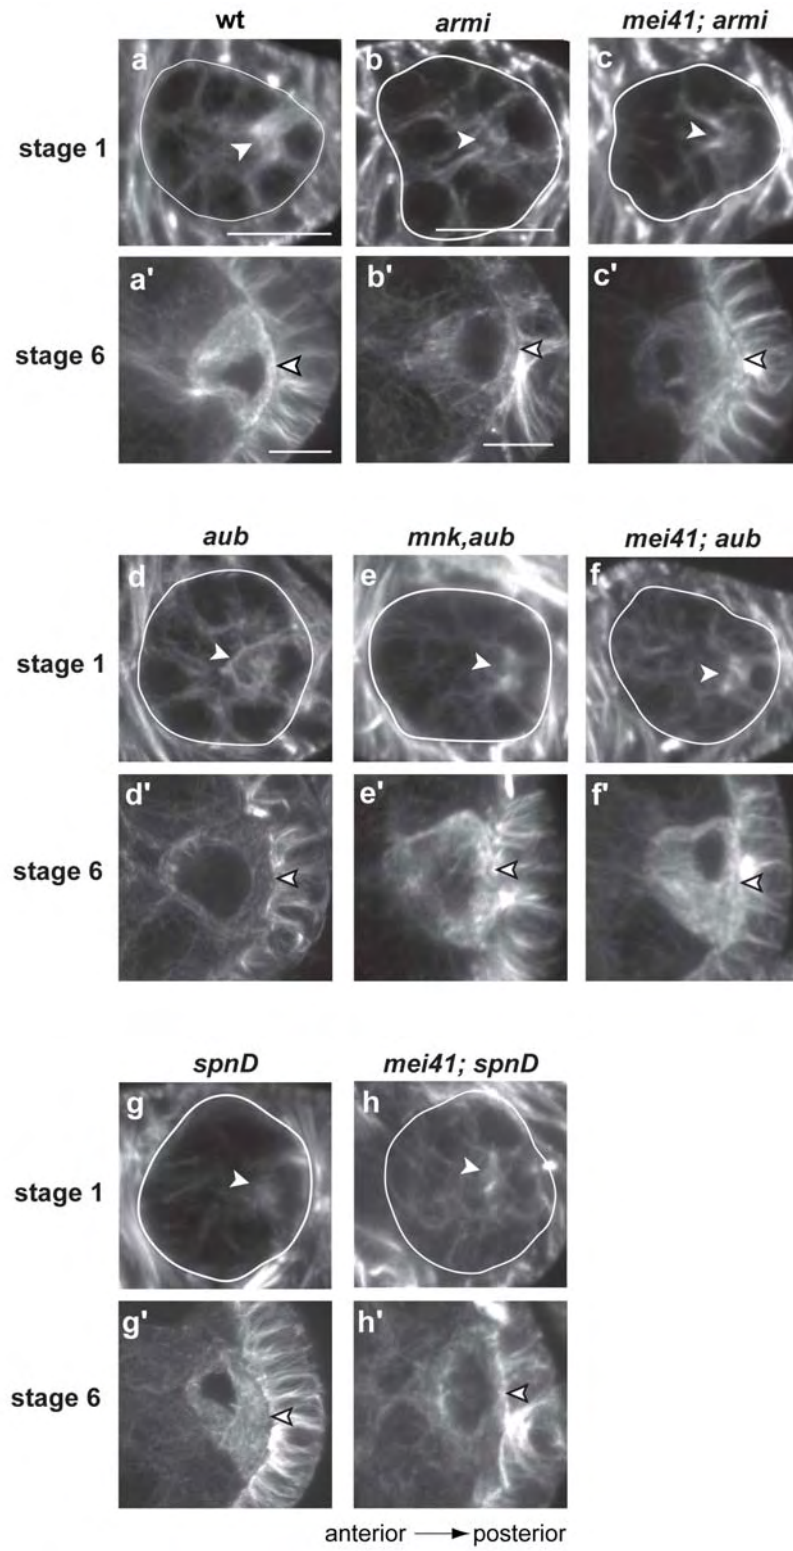 wt armi mei41; armi
a b c
stage 1
a' b' c'
stage 6
aub mnk,aub mei41; aub
d e f
stage 1
d' e' f'
stage 6
spnD mei41; spnD
g h
stage 1
g' h'
stage 6
anterior posterior